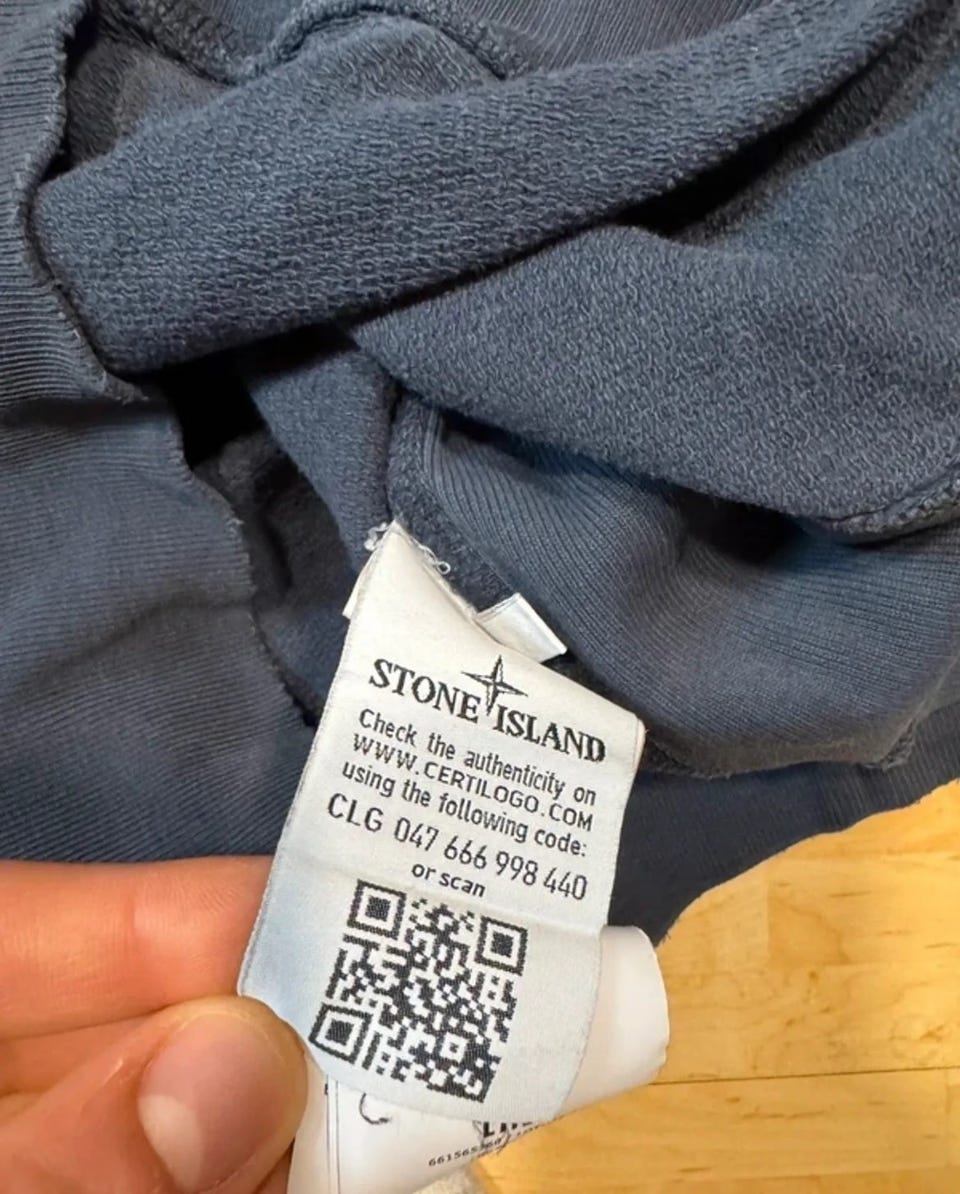 STONE ISLAND
Check the authenticity on
WWW.CERTILOGO.COM
using the following code:
CLG 047 666 998 440
or scan